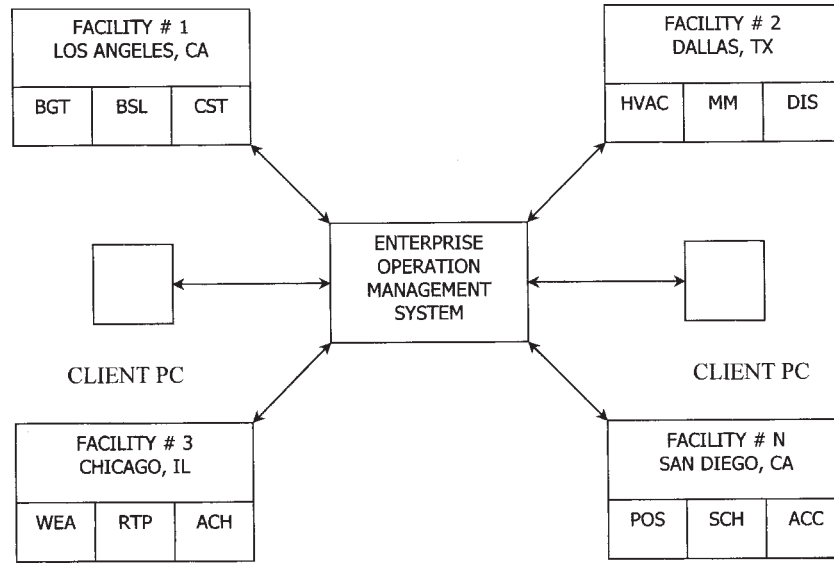 FACILITY # 1
LOS ANGELES, CA
BGT BSL CST
FACILITY # 2
DALLAS, TX
HVAC MM DIS
ENTERPRISE
OPERATION
MANAGEMENT
SYSTEM
CLIENT PC
CLIENT PC
FACILITY # 3
CHICAGO, IL
WEA RTP ACH
FACILITY # N
SAN DIEGO, CA
POS SCH ACC